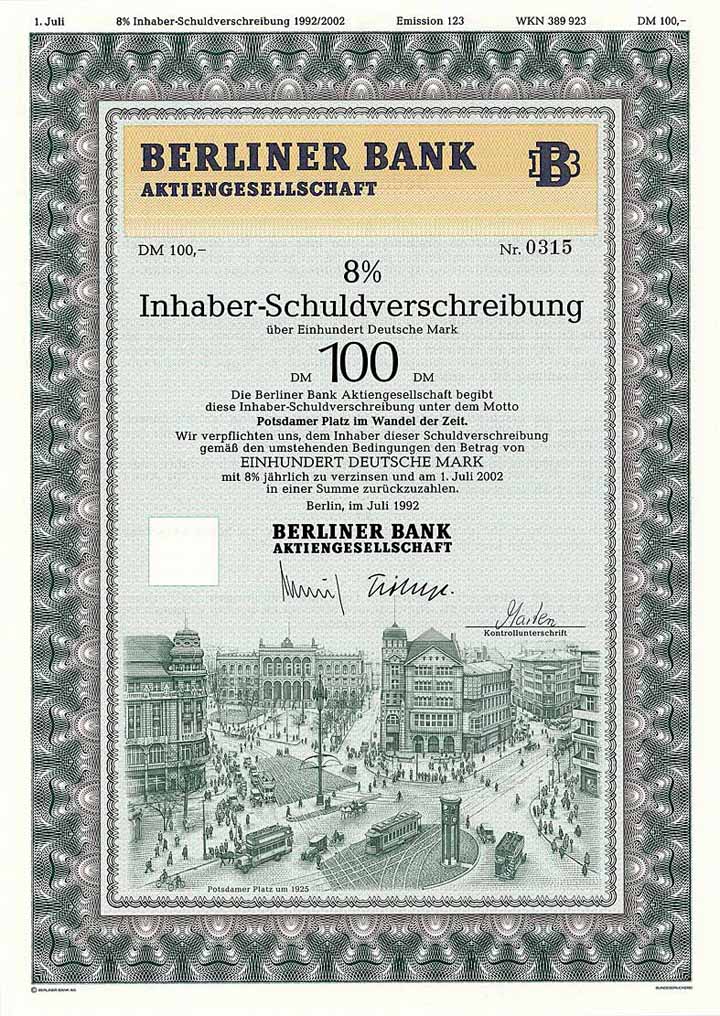 1. Juli 8% Inhaber-Schuldverschreibung 1992/2002 Emission 123 WKN 389 923 DM 100,–
BERLINER BANK
AKTIENGESELLSCHAFT
DM 100,–
Nr. 0315
8%
Inhaber-Schuldverschreibung
über Einhundert Deutsche Mark
DM 100 DM
Die Berliner Bank Aktiengesellschaft begibt
diese Inhaber-Schuldverschreibung unter dem Motto
Potsdamer Platz im Wandel der Zeit.
Wir verpflichten uns, dem Inhaber dieser Schuldverschreibung
gemäß den umstehenden Bedingungen den Betrag von
EINHUNDERT DEUTSCHE MARK
mit 8% jährlich zu verzinsen und am 1. Juli 2002
in einer Summe zurückzuzahlen.
Berlin, im Juli 1992
BERLINER BANK
AKTIENGESELLSCHAFT
Kontrollunterschrift
Potsdamer Platz um 1925
© BERLINER BANK AG
BUNDESDRUCKEREI